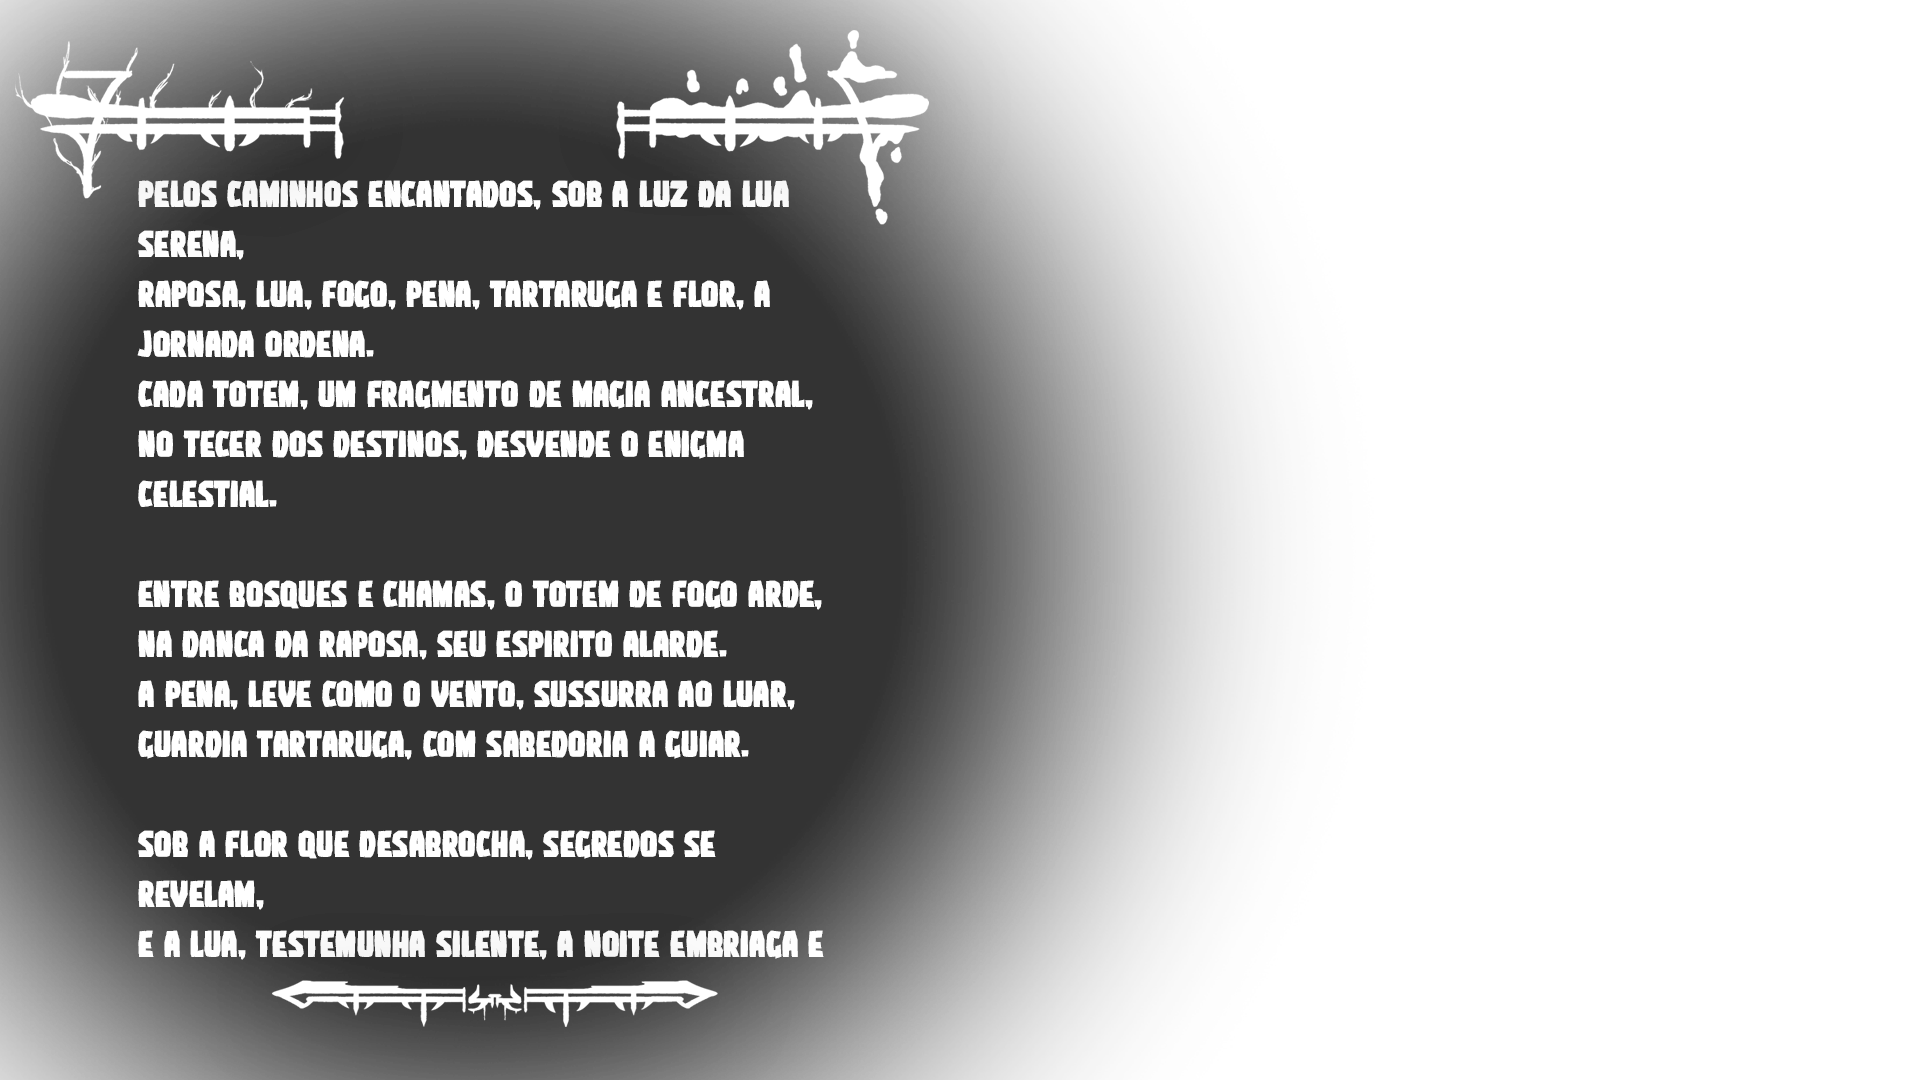 PELOS CAMINHOS ENCANTADOS, SOB A LUZ DA LUA
SERENA,
RAPOSA, LUA, FOGO, PENA, TARTARUGA E FLOR, A
JORNADA ORDENA.
CADA TOTEM, UM FRAGMENTO DE MAGIA ANCESTRAL,
NO TECER DOS DESTINOS, DESVENDE O ENIGMA
CELESTIAL.
ENTRE BOSQUES E CHAMAS, O TOTEM DE FOGO ARDE,
NA DANCA DA RAPOSA, SEU ESPIRITO ALARDE.
A PENA, LEVE COMO O VENTO, SUSSURRA AO LUAR,
GUARDIA TARTARUGA, COM SABEDORIA A GUIAR.
SOB A FLOR QUE DESABROCHA, SEGREDOS SE
REVELAM,
E A LUA, TESTEMUNHA SILENTE, A NOITE EMBRIAGA E